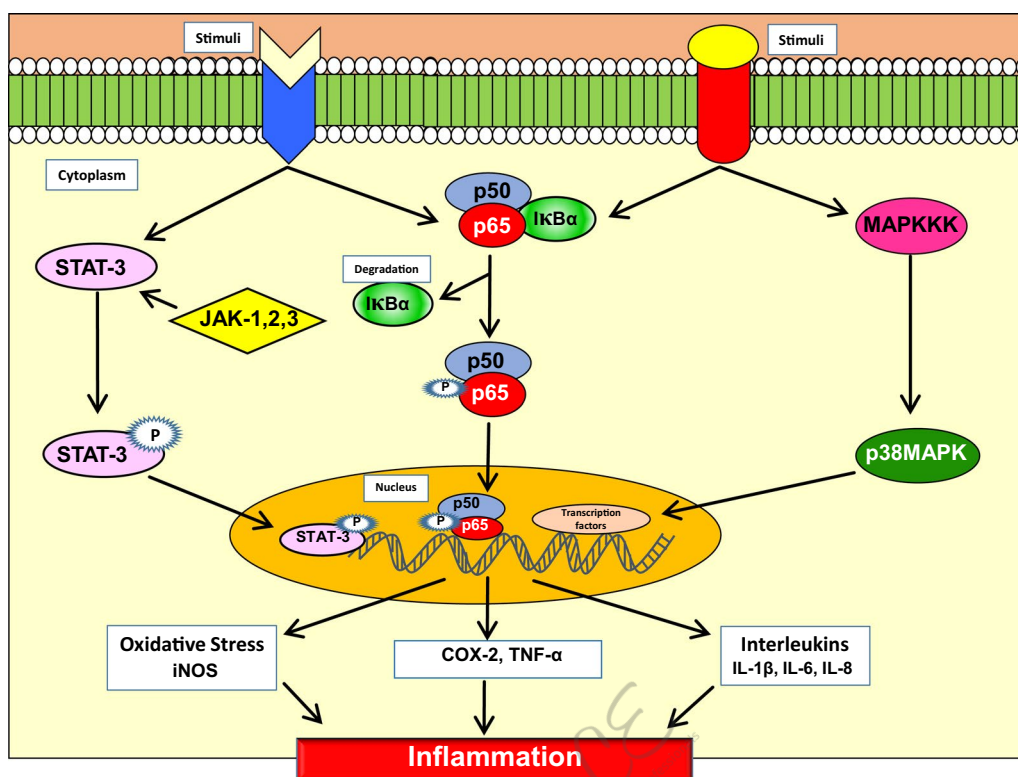 Stimuli
Stimuli
Cytoplasm
p50
p65
IκBα
MAPKKK
STAT-3
Degradation
IκBα
JAK-1,2,3
p50
P
p65
P
STAT-3
p38MAPK
Nucleus
p50
P
P
p65
STAT-3
Transcription
factors
Oxidative Stress
iNOS
COX-2, TNF-α
Interleukins
IL-1β, IL-6, IL-8
Inflammation